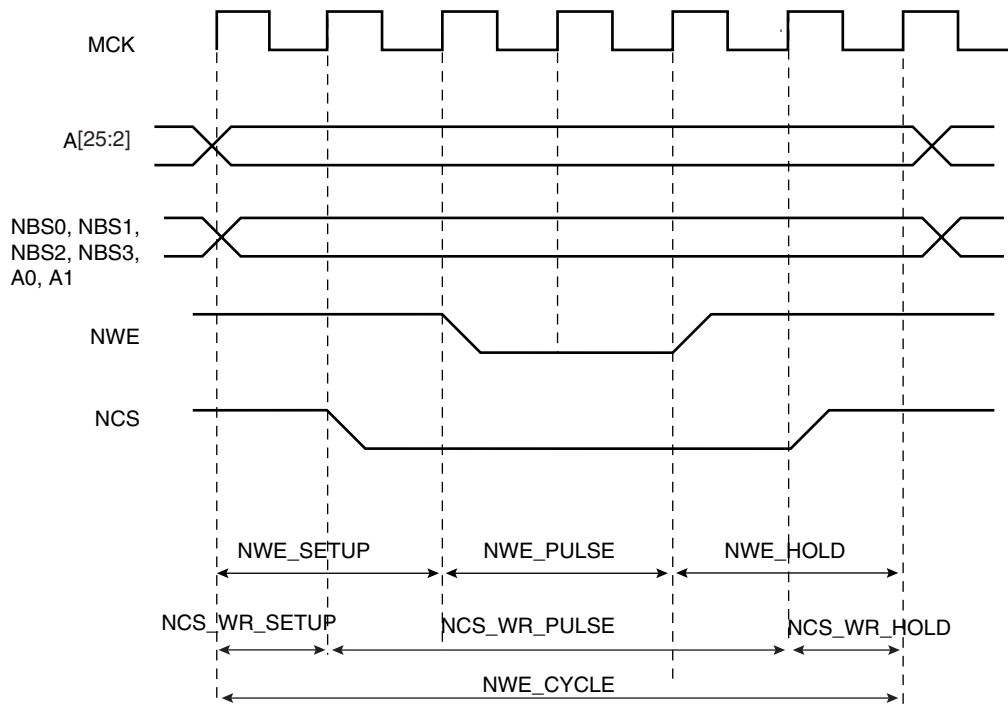 MCK
A[25:2]
NBS0, NBS1,
NBS2, NBS3,
A0, A1
NWE
NCS
NWE_SETUP
NWE_PULSE
NWE_HOLD
NCS_WR_SETUP
NCS_WR_PULSE
NCS_WR_HOLD
NWE_CYCLE